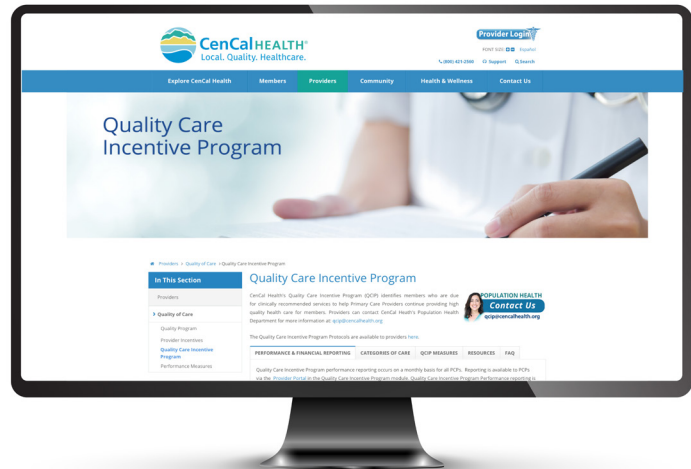 CenCal HEALTH®
Local. Quality. Healthcare.
Provider Login
FONT SIZE Español
(800) 421-2560 Support Search
Explore CenCal Health Members Providers Community Health & Wellness Contact Us
Quality Care
Incentive Program
Providers > Quality of Care > Quality Care Incentive Program
In This Section
Providers
Quality of Care
Quality Program
Provider Incentives
Quality Care Incentive
Program
Performance Measures
Quality Care Incentive Program
CenCal Health's Quality Care Incentive Program (QCIP) identifies members who are due
for clinically recommended services to help Primary Care Providers continue providing high
quality health care for members. Providers can contact CenCal Health's Population Health
Department for more information at: qcip@cencalhealth.org
POPULATION HEALTH
Contact Us
qcip@cencalhealth.org
The Quality Care Incentive Program Protocols are available to providers here.
PERFORMANCE & FINANCIAL REPORTING CATEGORIES OF CARE QCIP MEASURES RESOURCES FAQ
Quality Care Incentive Program performance reporting occurs on a monthly basis for all PCPs. Reporting is available to PCPs
via the Provider Portal in the Quality Care Incentive Program module. Quality Care Incentive Program Performance reporting is